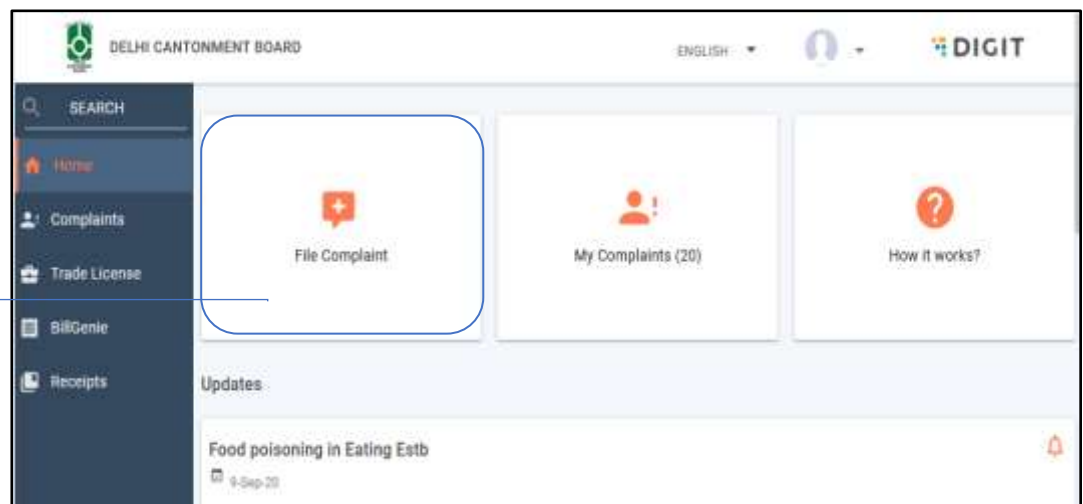 DELHI CANTONMENT BOARD
ENGLISH
DIGIT
SEARCH
Home
Complaints
Trade License
BillGenie
Receipts
File Complaint
My Complaints (20)
How it works?
Updates
Food poisoning in Eating Estb
9-Sep-20